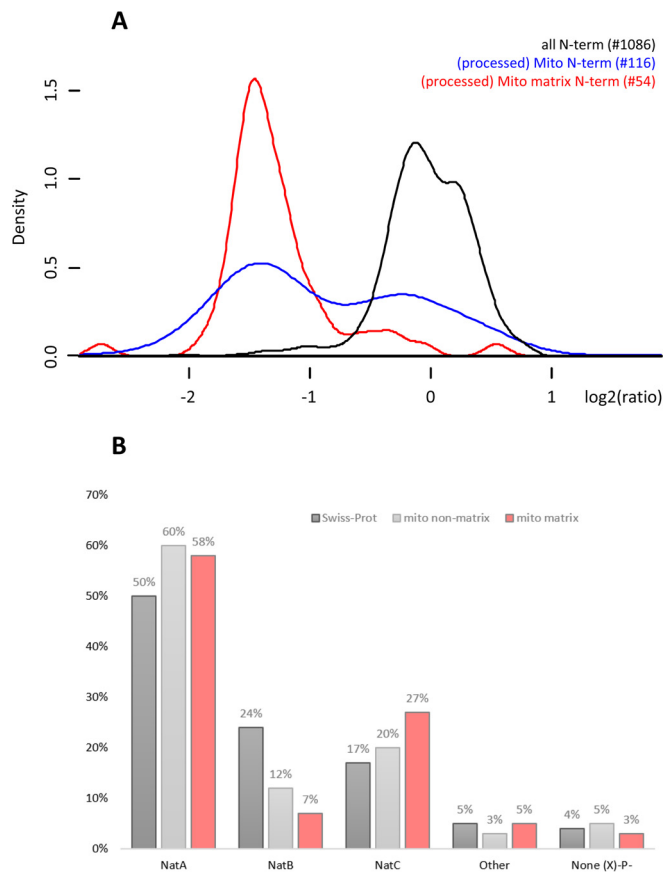 A
all N-term (#1086)
(processed) Mito N-term (#116)
(processed) Mito matrix N-term (#54)
1.5
1.0
0.5
0.0
Density
-2 -1 0 1 log2(ratio)
B
70%
60%
50%
40%
30%
20%
10%
0%
Swiss-Prot mito non-matrix mito matrix
50% 60% 58%
24% 12% 7%
17% 20% 27%
5% 3% 5%
4% 5% 3%
NatA NatB NatC Other None (X)-P-